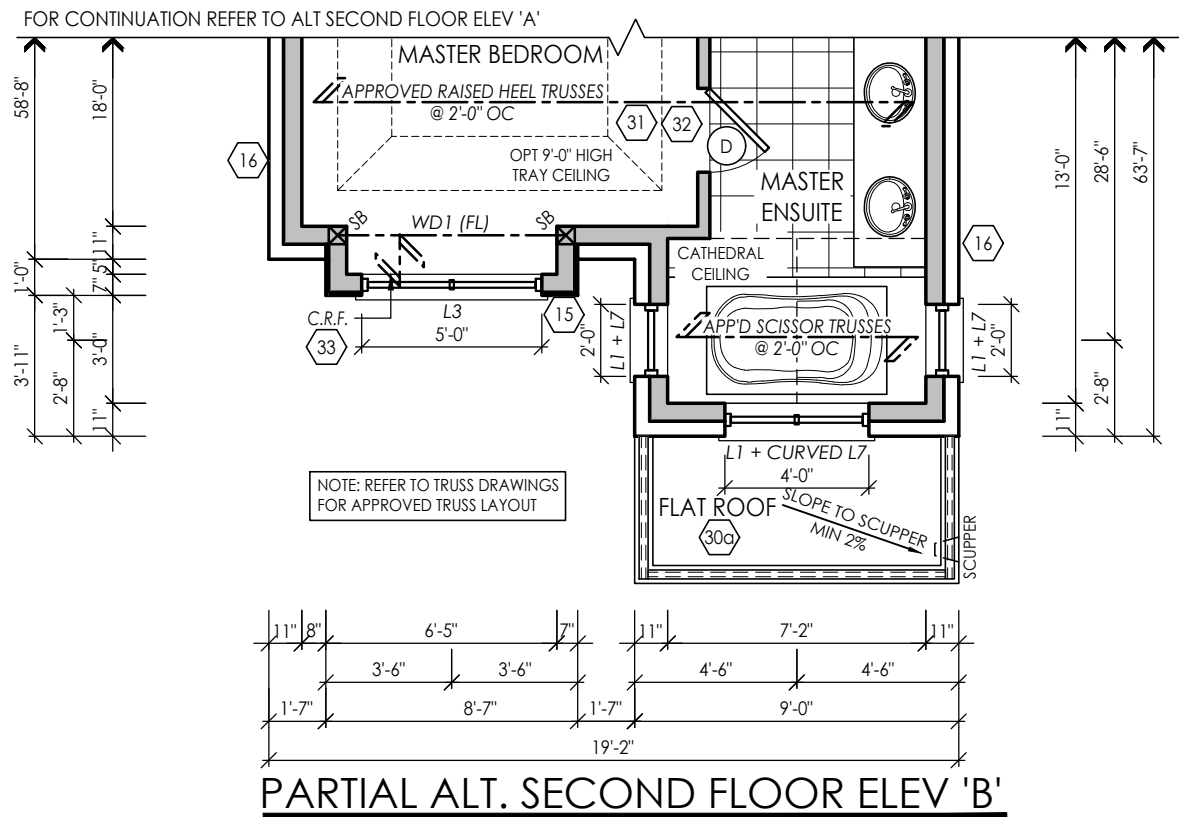 FOR CONTINUATION REFER TO ALT SECOND FLOOR ELEV 'A'
MASTER BEDROOM
APPROVED RAISED HEEL TRUSSES
@ 2'-0" OC
31
32
D
OPT 9'-0" HIGH
TRAY CEILING
MASTER
ENSUITE
16
16
58'-8"
18'-0"
13'-0"
28'-6"
63'-7"
SB
WD1 (FL)
SB
CATHEDRAL
CEILING
11"
5"
7"
1'-0"
1'-3"
3'-0"
3'-11"
2'-8"
11"
C.R.F.
33
L3
5'-0"
15
2'-0"
L1 + L7
APP'D SCISSOR TRUSSES
@ 2'-0" OC
L1 + L7
2'-0"
2'-8"
11"
L1 + CURVED L7
4'-0"
NOTE: REFER TO TRUSS DRAWINGS
FOR APPROVED TRUSS LAYOUT
FLAT ROOF
30a
SLOPE TO SCUPPER
MIN 2%
SCUPPER
11" 8" 6'-5" 7" 11" 7'-2" 11"
3'-6" 3'-6" 4'-6" 4'-6"
1'-7" 8'-7" 1'-7" 9'-0"
19'-2"
PARTIAL ALT. SECOND FLOOR ELEV 'B'